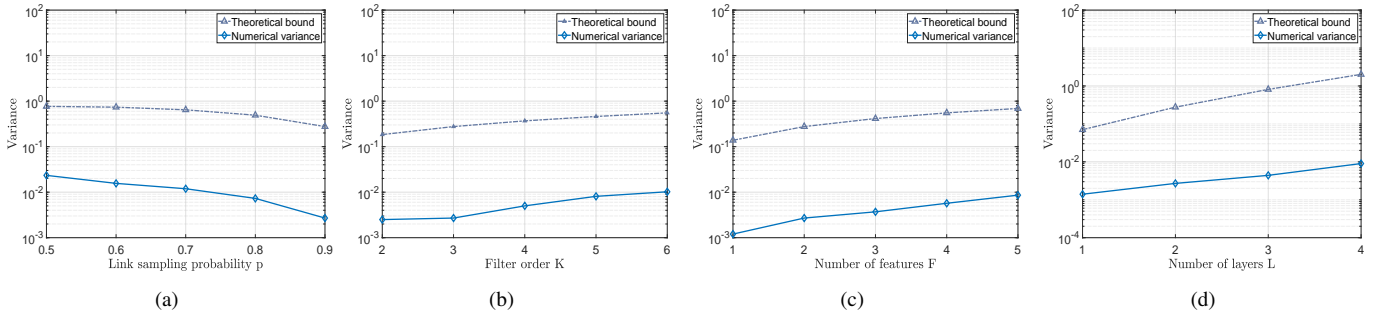 10^2
10^1
10^0
10^-1
10^-2
10^-3
Variance
Theoretical bound
Numerical variance
0.5 0.6 0.7 0.8 0.9
Link sampling probability p
(a)
10^2
10^1
10^0
10^-1
10^-2
10^-3
Variance
Theoretical bound
Numerical variance
2 3 4 5 6
Filter order K
(b)
10^2
10^1
10^0
10^-1
10^-2
10^-3
Variance
Theoretical bound
Numerical variance
1 2 3 4 5
Number of features F
(c)
10^2
10^0
10^-2
10^-4
Variance
Theoretical bound
Numerical variance
1 2 3 4
Number of layers L
(d)